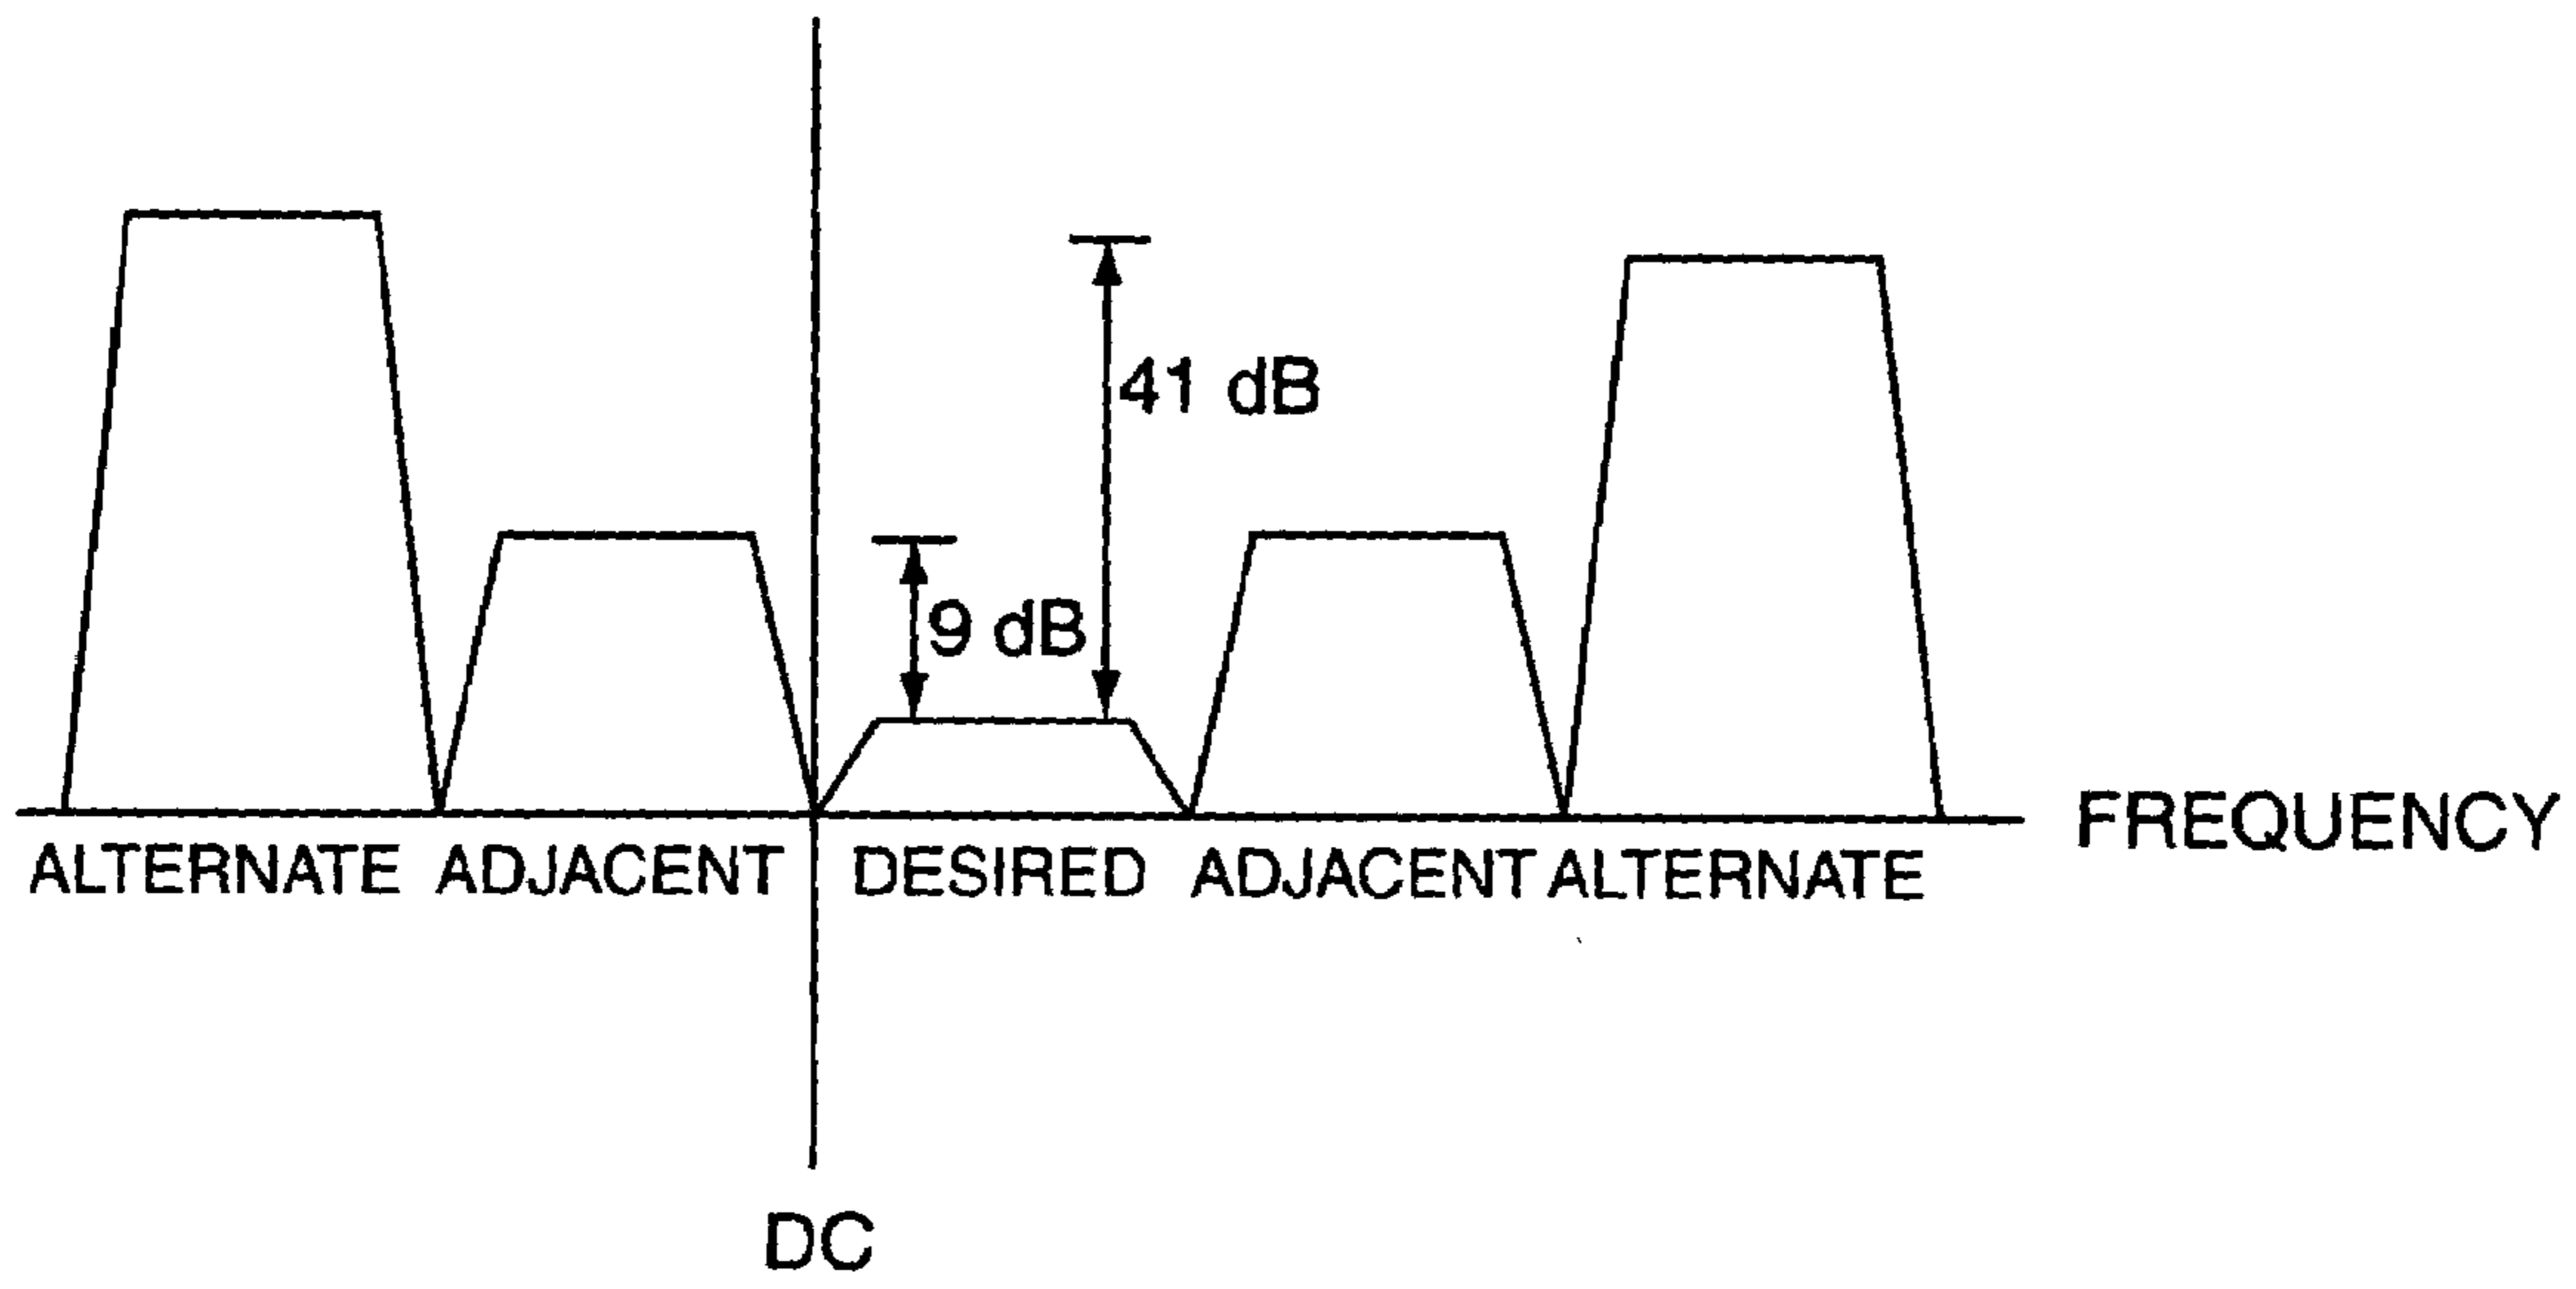 41 dB
9 dB
ALTERNATE ADJACENT DESIRED ADJACENT ALTERNATE FREQUENCY
DC